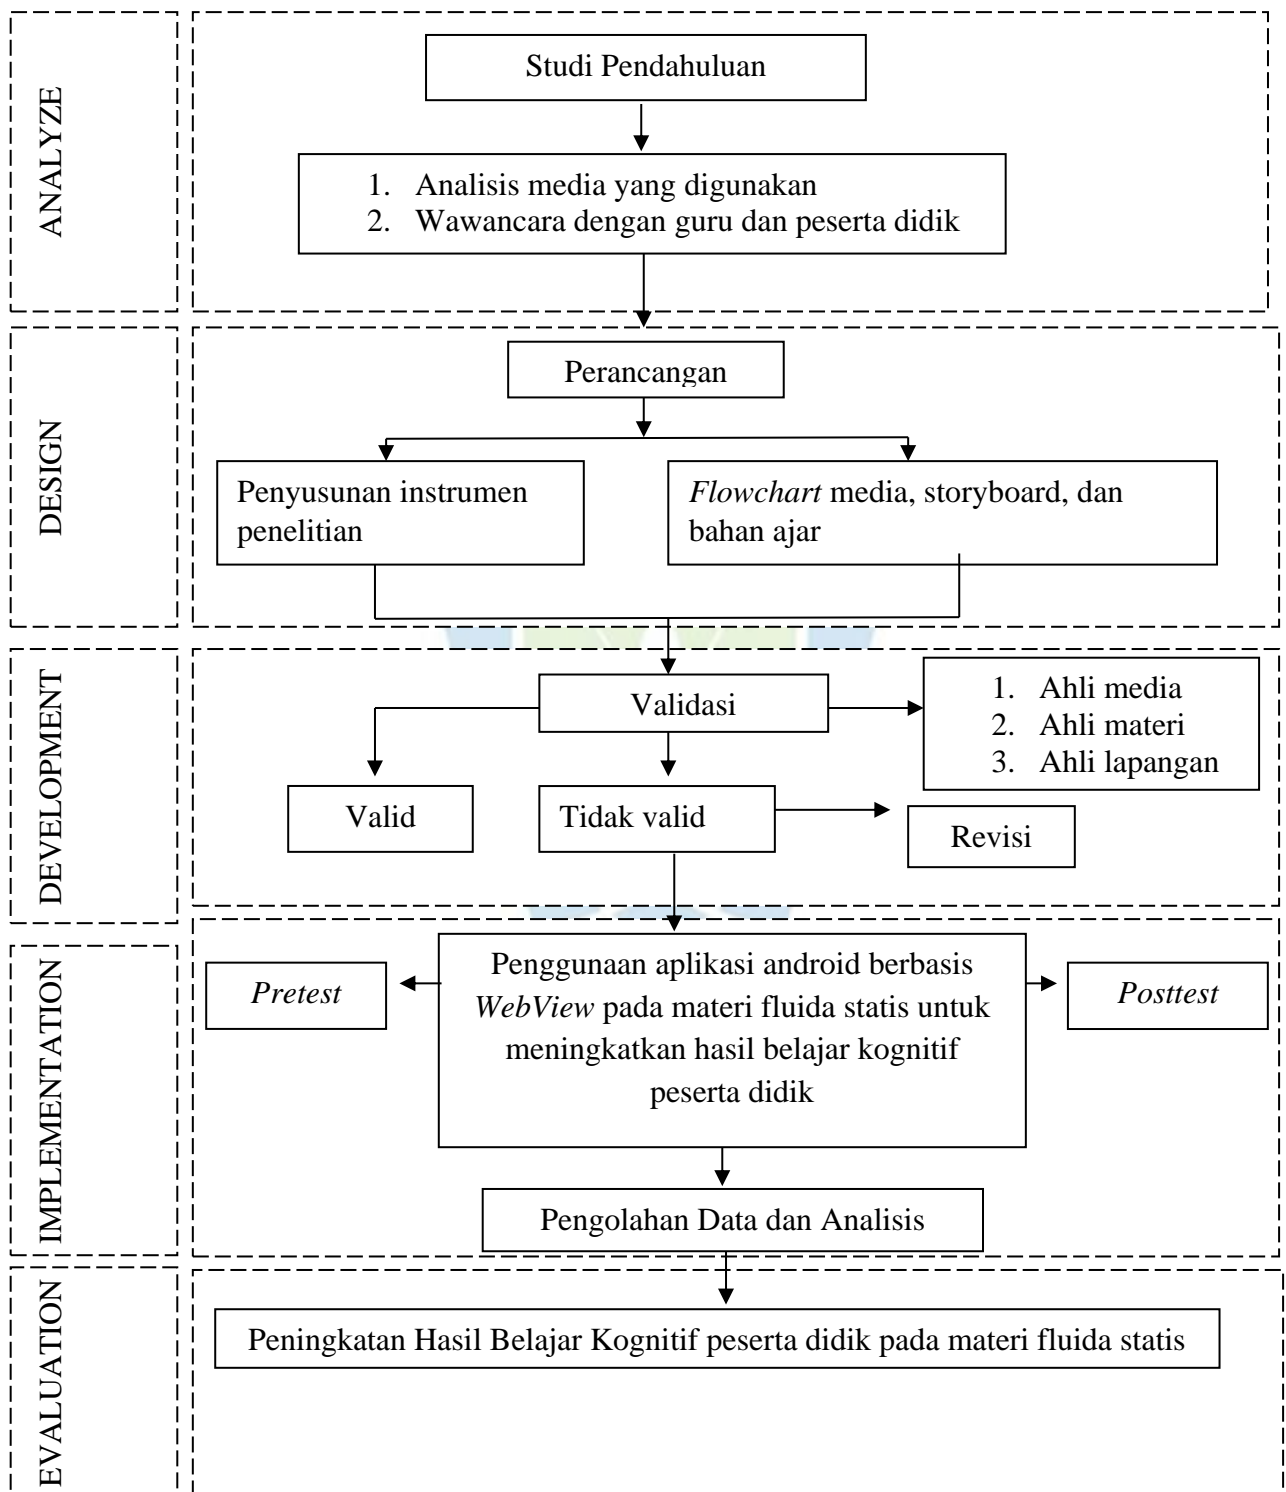 ANALYZE
Studi Pendahuluan
1. Analisis media yang digunakan
2. Wawancara dengan guru dan peserta didik
DESIGN
Perancangan
Penyusunan instrumen
penelitian
Flowchart media, storyboard, dan
bahan ajar
DEVELOPMENT
Validasi
1. Ahli media
2. Ahli materi
3. Ahli lapangan
Valid
Tidak valid
Revisi
IMPLEMENTATION
Pretest
Penggunaan aplikasi android berbasis
WebView pada materi fluida statis untuk
meningkatkan hasil belajar kognitif
peserta didik
Posttest
Pengolahan Data dan Analisis
EVALUATION
Peningkatan Hasil Belajar Kognitif peserta didik pada materi fluida statis